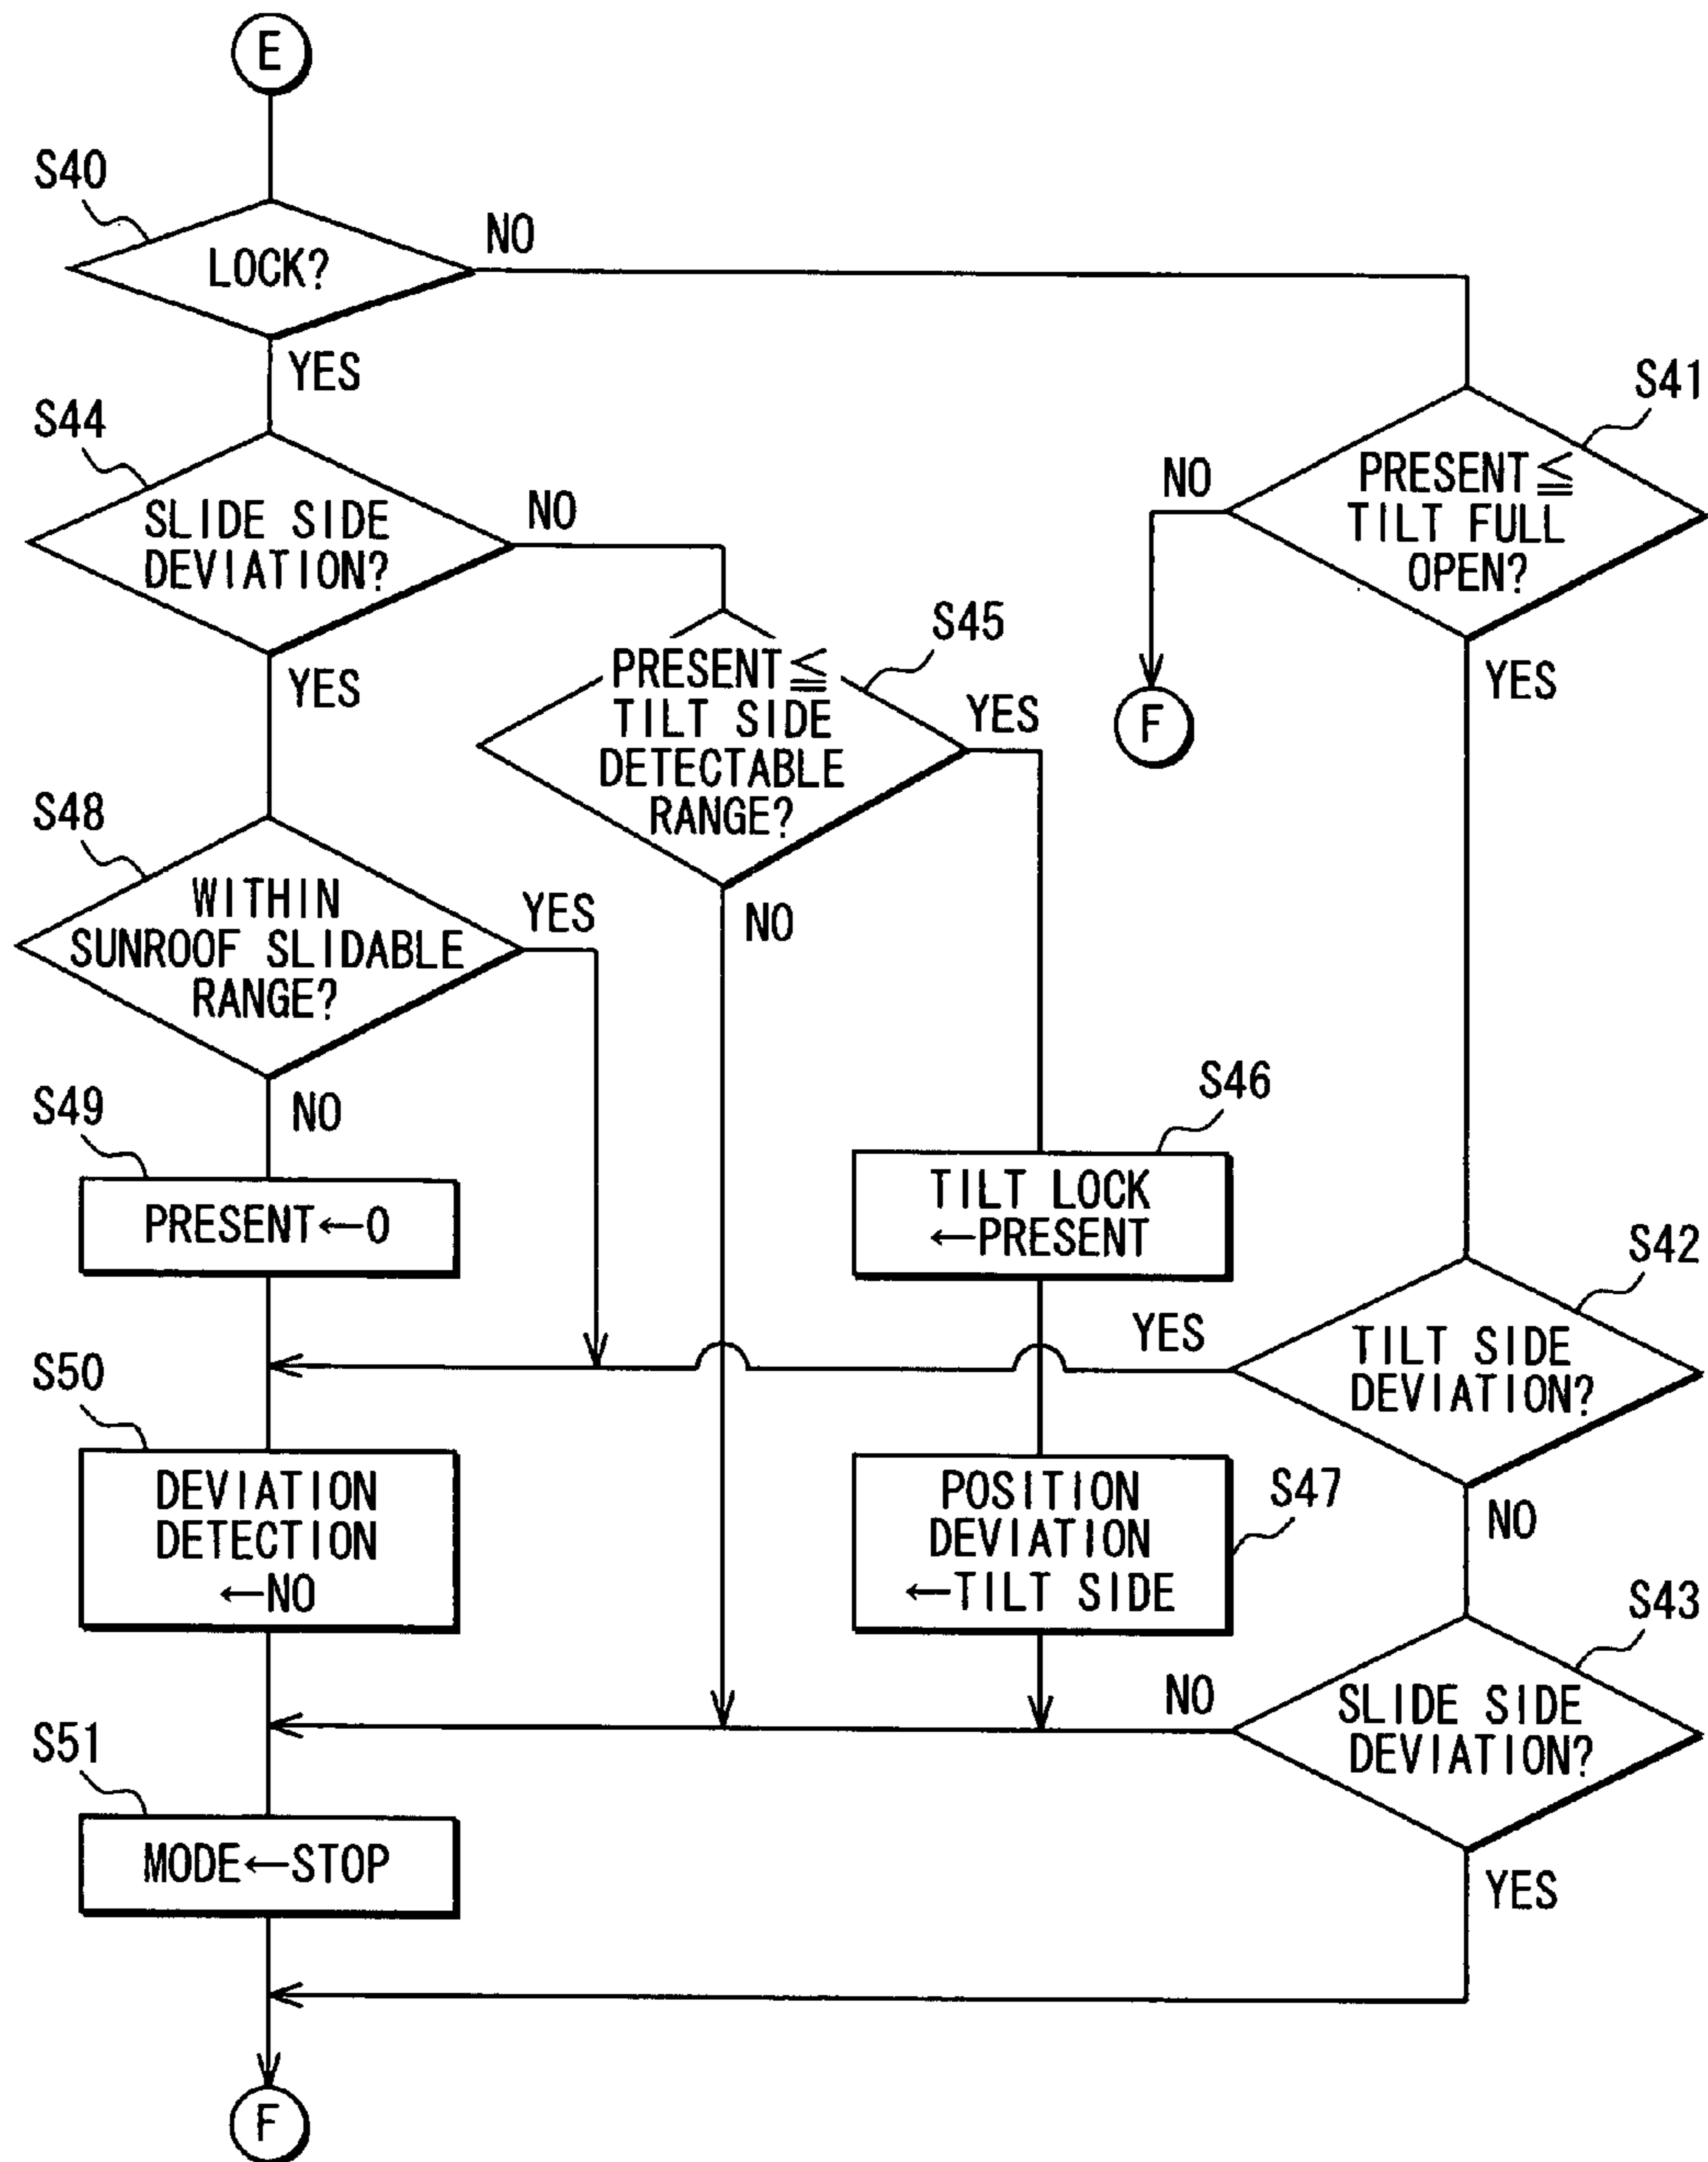 E
S40
LOCK?
NO
YES
S41
PRESENT≦
TILT FULL
OPEN?
NO
YES
F
S44
SLIDE SIDE
DEVIATION?
NO
YES
S45
PRESENT≦
TILT SIDE
DETECTABLE
RANGE?
YES
NO
S48
WITHIN
SUNROOF SLIDABLE
RANGE?
YES
NO
S49
PRESENT←0
S46
TILT LOCK
←PRESENT
S42
TILT SIDE
DEVIATION?
YES
NO
S50
DEVIATION
DETECTION
←NO
S47
POSITION
DEVIATION
←TILT SIDE
S43
SLIDE SIDE
DEVIATION?
NO
YES
S51
MODE←STOP
F